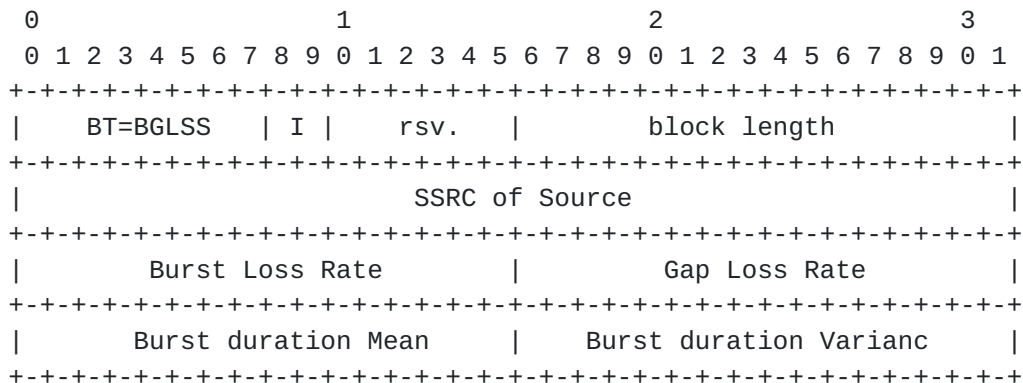 0                   1                   2                   3
 0 1 2 3 4 5 6 7 8 9 0 1 2 3 4 5 6 7 8 9 0 1 2 3 4 5 6 7 8 9 0 1
+-+-+-+-+-+-+-+-+-+-+-+-+-+-+-+-+-+-+-+-+-+-+-+-+-+-+-+-+-+-+-+-+
|    BT=BGLSS   | I |    rsv.   |        block length           |
+-+-+-+-+-+-+-+-+-+-+-+-+-+-+-+-+-+-+-+-+-+-+-+-+-+-+-+-+-+-+-+-+
|                         SSRC of Source                        |
+-+-+-+-+-+-+-+-+-+-+-+-+-+-+-+-+-+-+-+-+-+-+-+-+-+-+-+-+-+-+-+-+
|        Burst Loss Rate        |         Gap Loss Rate         |
+-+-+-+-+-+-+-+-+-+-+-+-+-+-+-+-+-+-+-+-+-+-+-+-+-+-+-+-+-+-+-+-+
|       Burst duration Mean     |    Burst duration Varianc     |
+-+-+-+-+-+-+-+-+-+-+-+-+-+-+-+-+-+-+-+-+-+-+-+-+-+-+-+-+-+-+-+-+